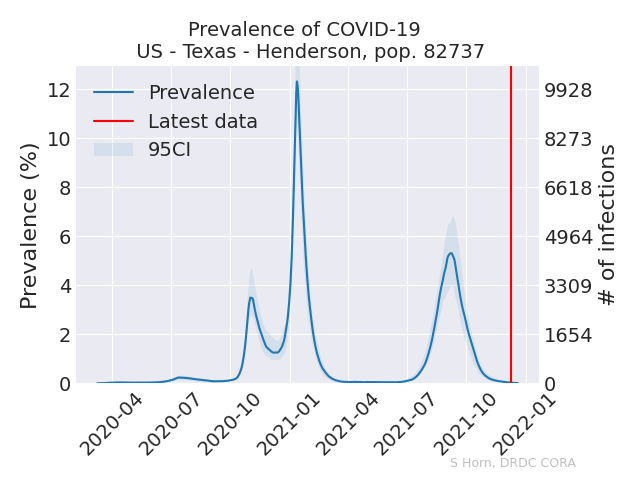 Prevalence of COVID-19
US - Texas - Henderson, pop. 82737
Prevalence
Latest data
95CI
Prevalence (%)
12
10
8
6
4
2
0
9928
8273
6618
4964
3309
1654
0
# of infections
2020-04
2020-07
2020-10
2021-01
2021-04
2021-07
2021-10
2022-01
S Horn, DRDC CORA